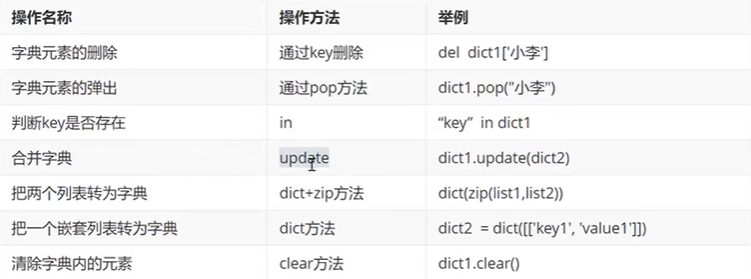 操作名称 操作方法 举例
字典元素的删除 通过key删除 del dict1['小李']
字典元素的弹出 通过pop方法 dict1.pop("小李")
判断key是否存在 in “key” in dict1
合并字典 update dict1.update(dict2)
把两个列表转为字典 dict+zip方法 dict(zip(list1,list2))
把一个嵌套列表转为字典 dict方法 dict2 = dict([['key1', 'value1']])
清除字典内的元素 clear方法 dict1.clear()